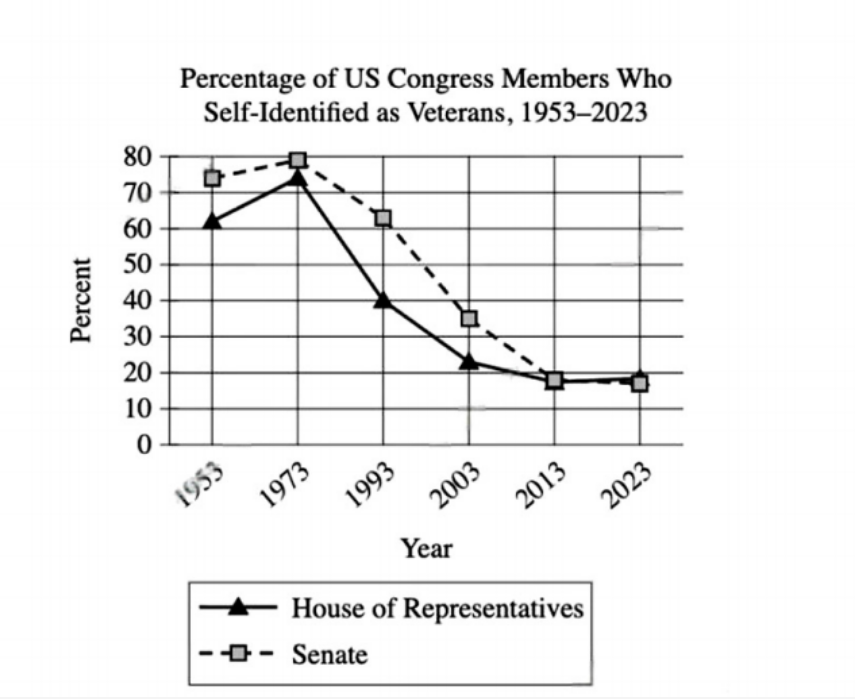 Percentage of US Congress Members Who
Self-Identified as Veterans, 1953–2023
80
70
60
50
40
30
20
10
0
Percent
1953
1973
1993
2003
2013
2023
Year
House of Representatives
Senate